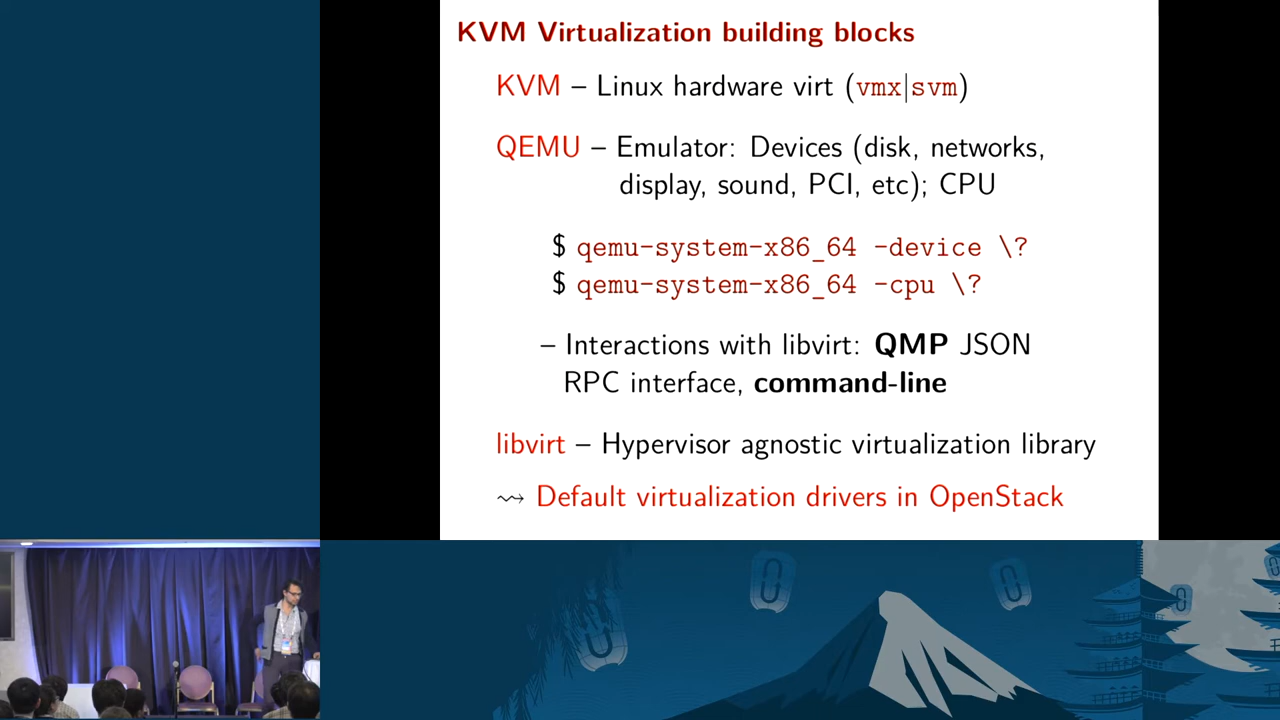 KVM Virtualization building blocks
KVM – Linux hardware virt (vmx|svm)
QEMU – Emulator: Devices (disk, networks,
display, sound, PCI, etc); CPU
$ qemu-system-x86_64 -device \?
$ qemu-system-x86_64 -cpu \?
– Interactions with libvirt: QMP JSON
RPC interface, command-line
libvirt – Hypervisor agnostic virtualization library
⇝ Default virtualization drivers in OpenStack